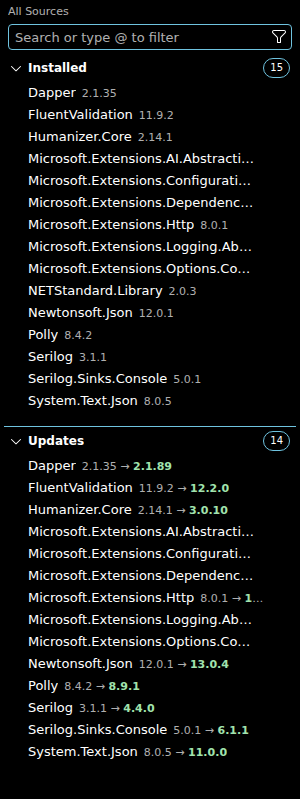 All Sources
Search or type @ to filter
Installed 15
Dapper 2.1.35
FluentValidation 11.9.2
Humanizer.Core 2.14.1
Microsoft.Extensions.AI.Abstracti...
Microsoft.Extensions.Configurati...
Microsoft.Extensions.Dependenc...
Microsoft.Extensions.Http 8.0.1
Microsoft.Extensions.Logging.Ab...
Microsoft.Extensions.Options.Co...
NETStandard.Library 2.0.3
Newtonsoft.Json 12.0.1
Polly 8.4.2
Serilog 3.1.1
Serilog.Sinks.Console 5.0.1
System.Text.Json 8.0.5
Updates 14
Dapper 2.1.35 → 2.1.89
FluentValidation 11.9.2 → 12.2.0
Humanizer.Core 2.14.1 → 3.0.10
Microsoft.Extensions.AI.Abstracti...
Microsoft.Extensions.Configurati...
Microsoft.Extensions.Dependenc...
Microsoft.Extensions.Http 8.0.1 → 1...
Microsoft.Extensions.Logging.Ab...
Microsoft.Extensions.Options.Co...
Newtonsoft.Json 12.0.1 → 13.0.4
Polly 8.4.2 → 8.9.1
Serilog 3.1.1 → 4.4.0
Serilog.Sinks.Console 5.0.1 → 6.1.1
System.Text.Json 8.0.5 → 11.0.0